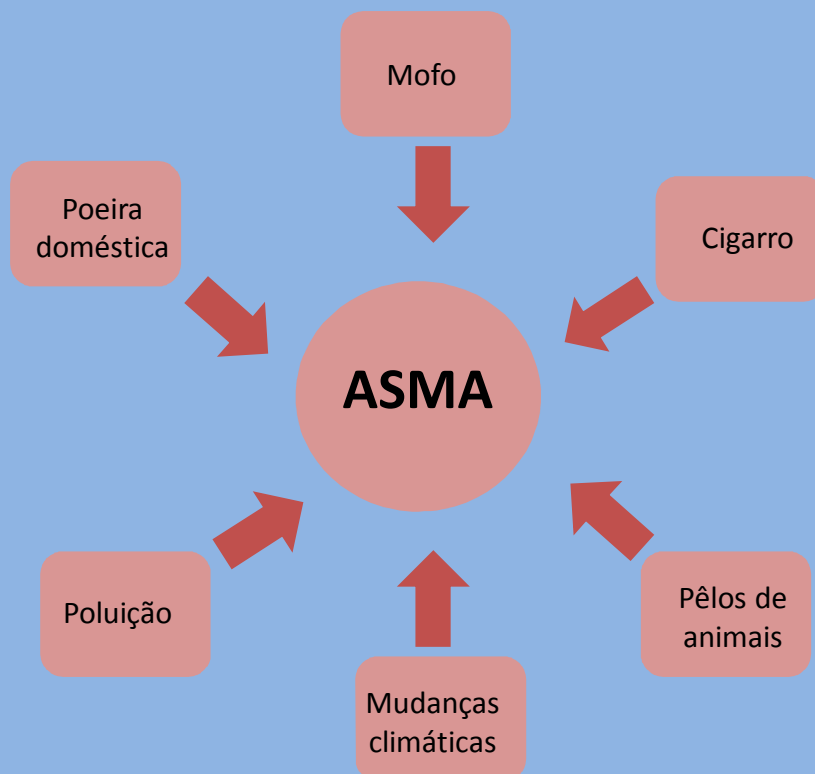 Mofo
Poeira
doméstica
Cigarro
ASMA
Poluição
Pêlos de
animais
Mudanças
climáticas